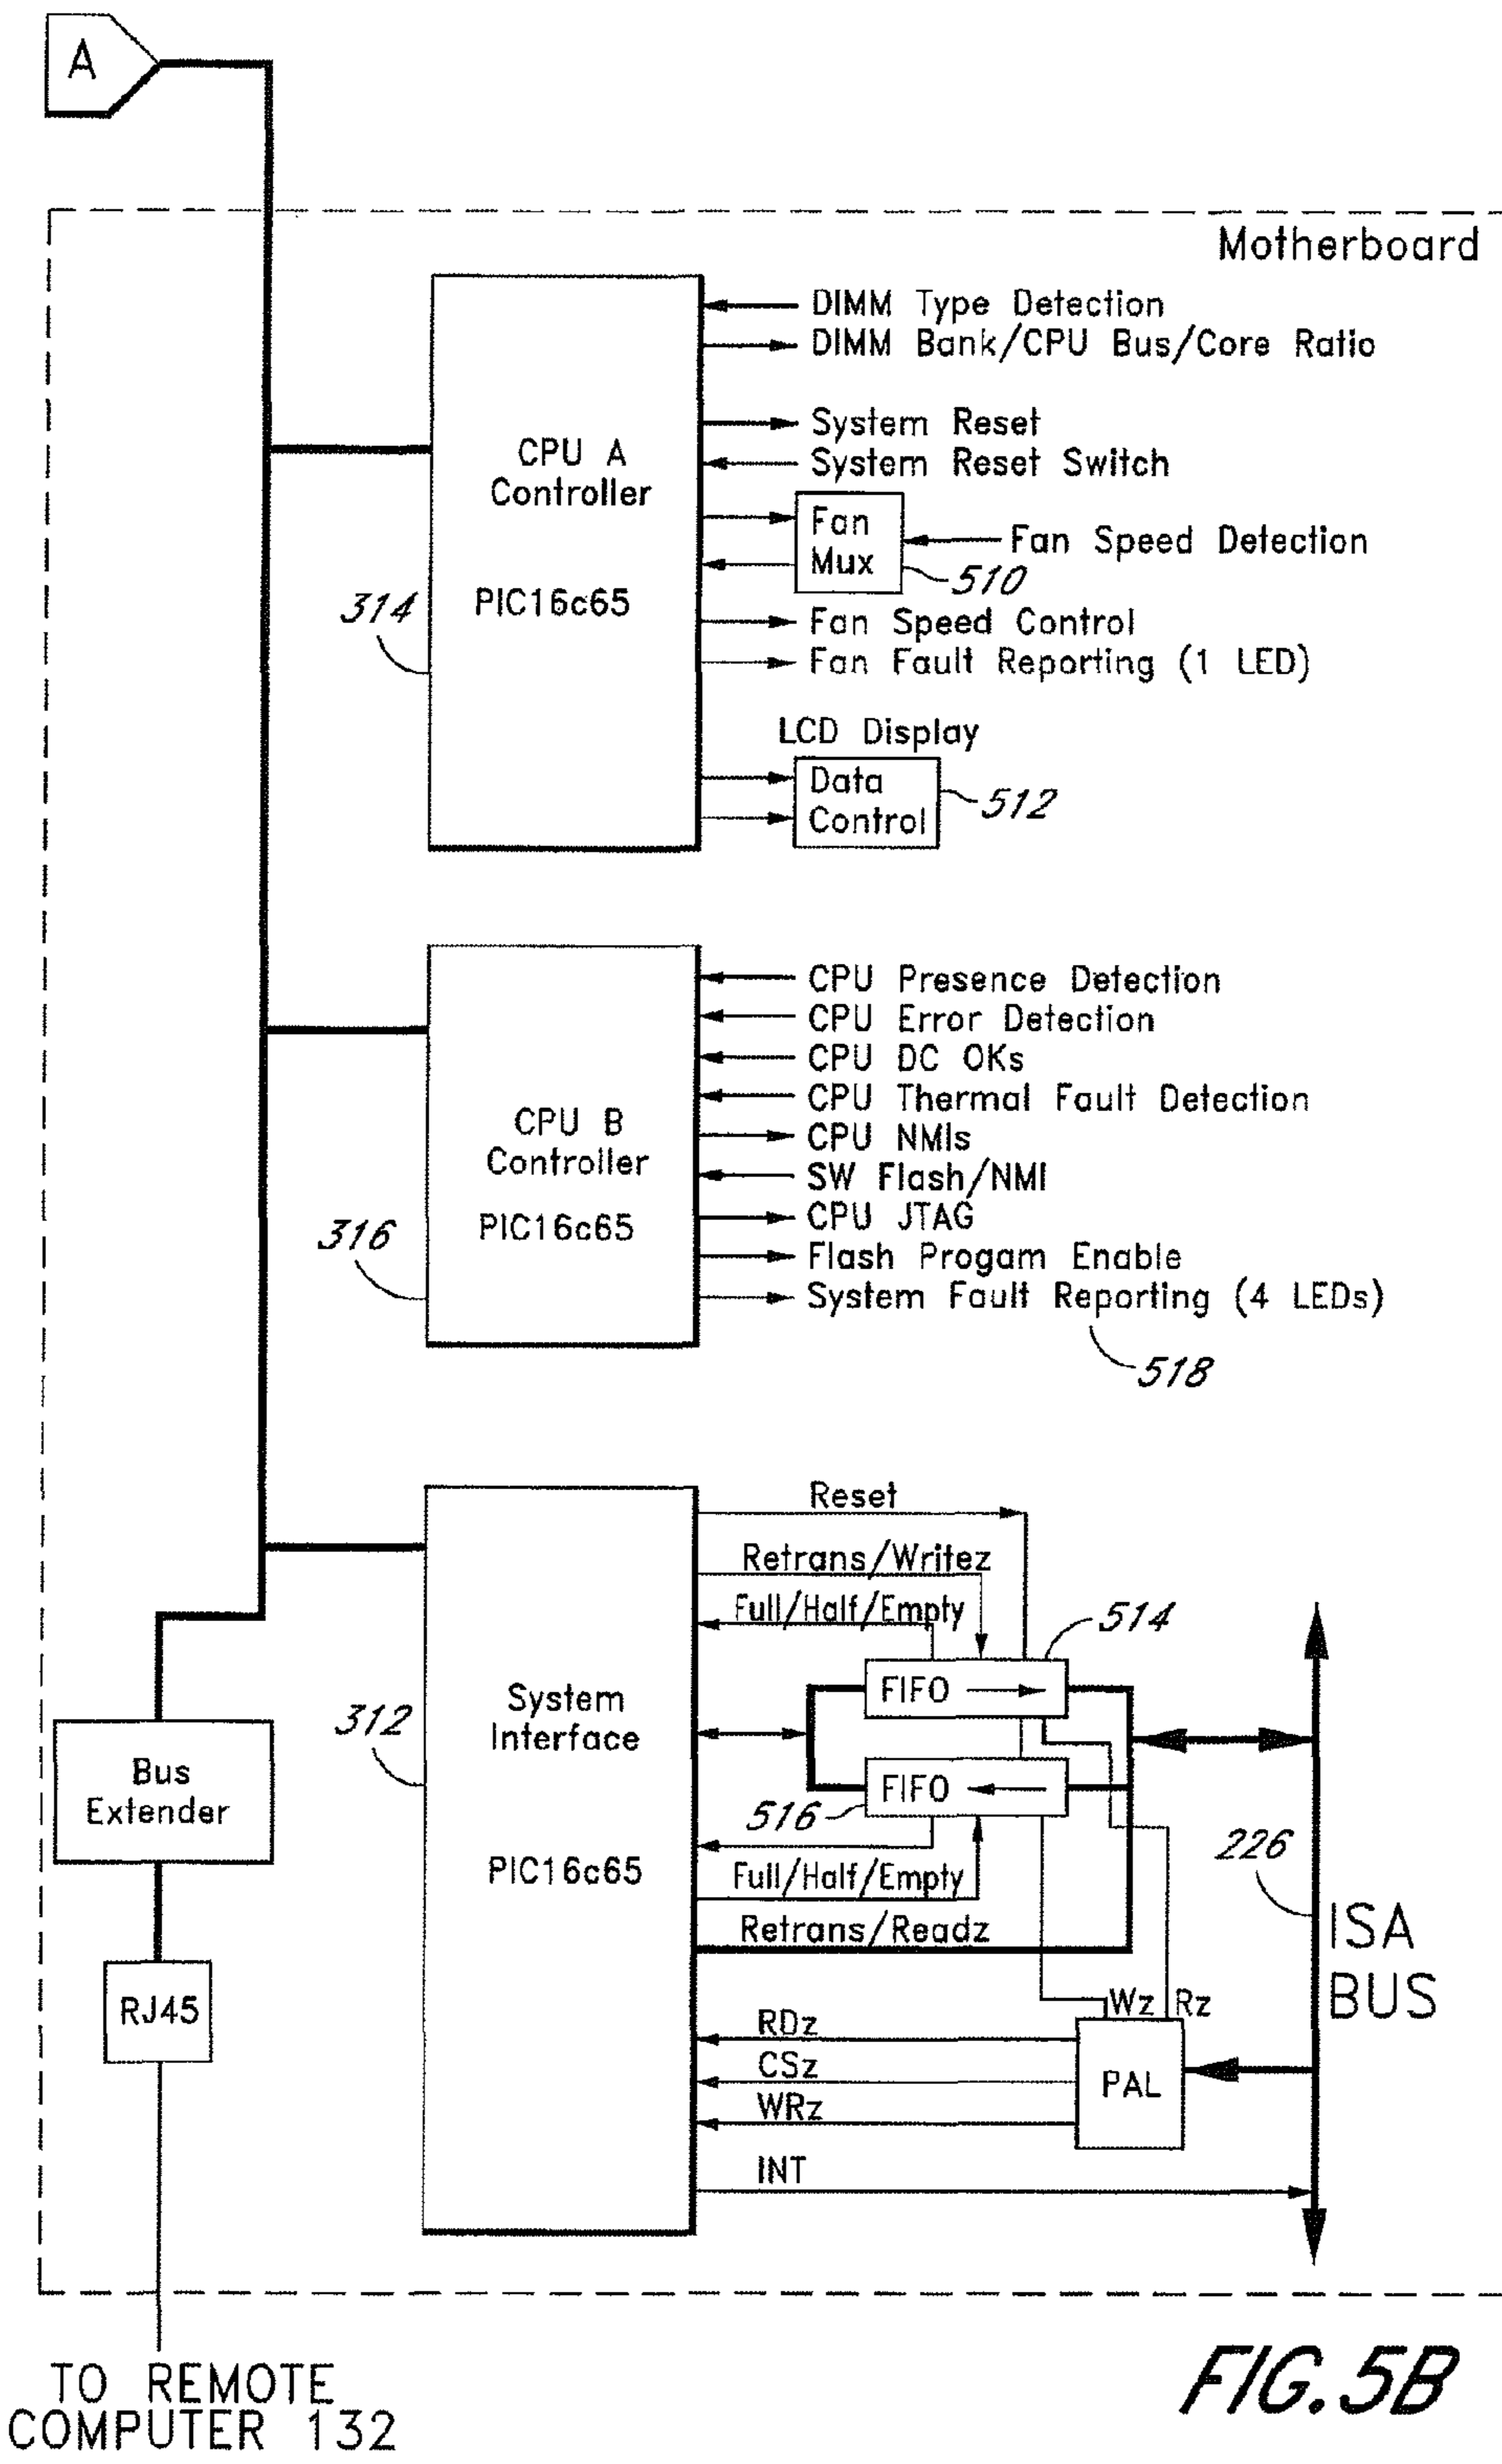 A
Motherboard
DIMM Type Detection
DIMM Bank/CPU Bus/Core Ratio
System Reset
System Reset Switch
CPU A
Controller
PIC16c65
314
Fan
Mux
Fan Speed Detection
510
Fan Speed Control
Fan Fault Reporting (1 LED)
LCD Display
Data
Control
512
CPU Presence Detection
CPU Error Detection
CPU DC OKs
CPU Thermal Fault Detection
CPU NMIs
SW Flash/NMI
CPU JTAG
Flash Progam Enable
System Fault Reporting (4 LEDs)
518
CPU B
Controller
PIC16c65
316
Reset
Retrans/Writez
Full/Half/Empty
514
FIFO
System
Interface
312
FIFO
516
Bus
Extender
PIC16c65
Full/Half/Empty
Retrans/Readz
226
ISA
BUS
RJ45
Wz Rz
RDz
CSz
WRz
PAL
INT
TO REMOTE
COMPUTER 132
FIG. 5B